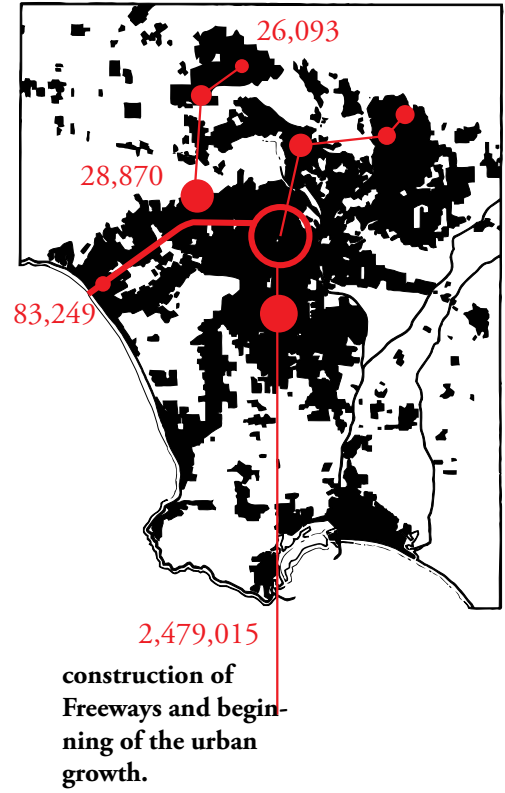 26,093
28,870
83,249
2,479,015
construction of
Freeways and begin-
ning of the urban
growth.